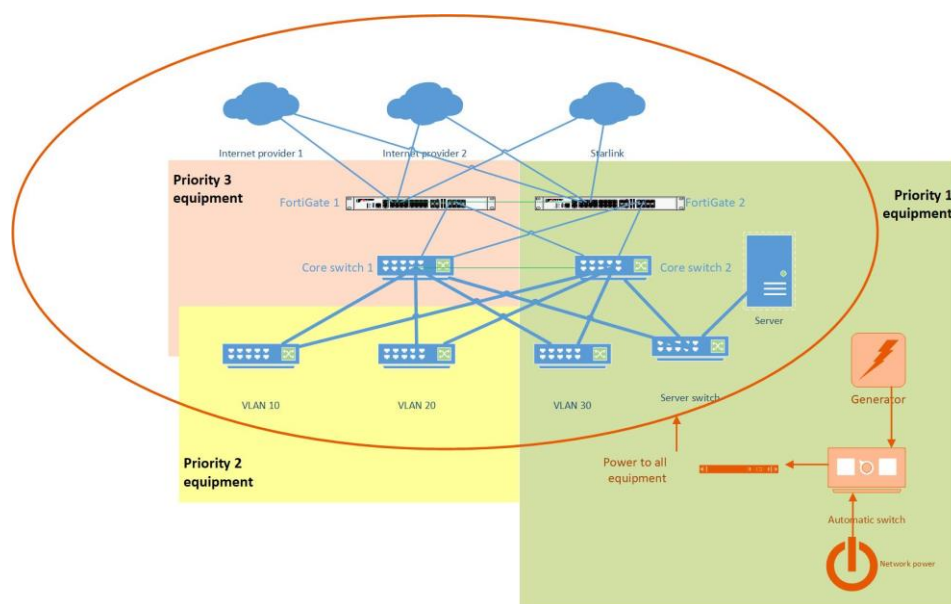 Internet provider 1
Internet provider 2
Starlink
Priority 3
equipment
Priority 1
equipment
FortiGate 1
FortiGate 2
Core switch 1
Core switch 2
Server
VLAN 10
VLAN 20
VLAN 30
Server switch
Generator
Priority 2
equipment
Power to all
equipment
Automatic switch
Network power